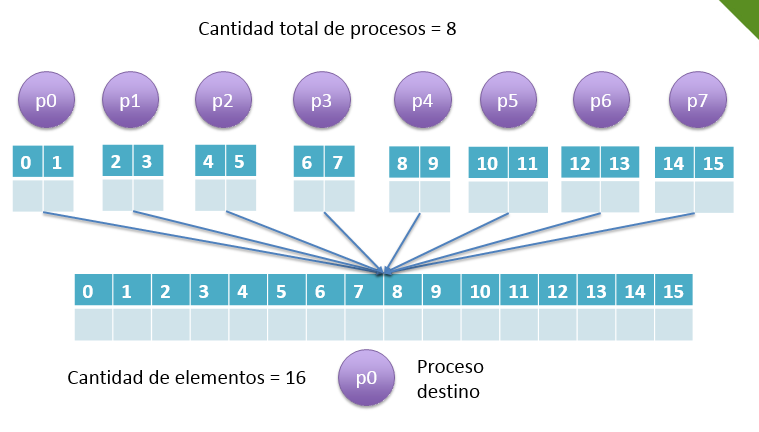 Cantidad total de procesos = 8
p0 p1 p2 p3 p4 p5 p6 p7
0 1 2 3 4 5 6 7 8 9 10 11 12 13 14 15
0 1 2 3 4 5 6 7 8 9 10 11 12 13 14 15
Cantidad de elementos = 16
p0
Proceso
destino